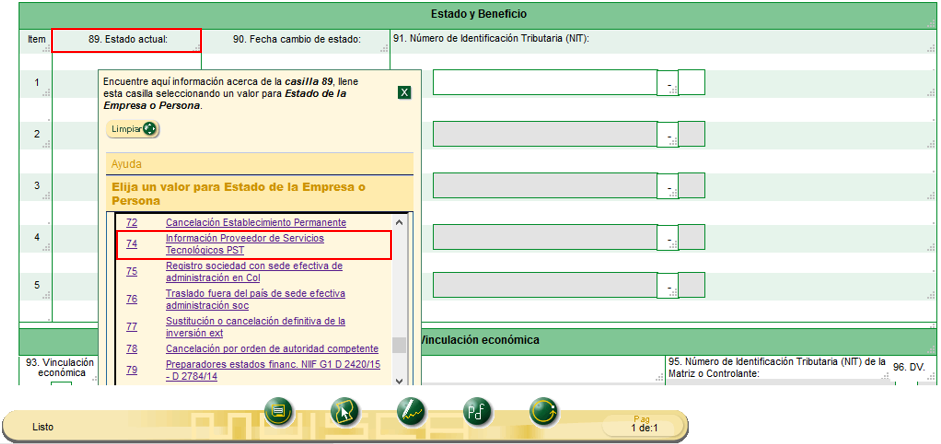 Estado y Beneficio
Item
89. Estado actual:
90. Fecha cambio de estado:
91. Número de Identificación Tributaria (NIT):
1
-
2
-
3
-
4
-
5
-
Encuentre aquí información acerca de la casilla 89, llene
esta casilla seleccionando un valor para Estado de la
Empresa o Persona.
X
Limpiar
Ayuda
Elija un valor para Estado de la Empresa o
Persona
72 Cancelación Establecimiento Permanente
74 Información Proveedor de Servicios
Tecnológicos PST
75 Registro sociedad con sede efectiva de
administración en Col
76 Traslado fuera del país de sede efectiva
administración soc
77 Sustitución o cancelación definitiva de la
inversión ext
78 Cancelación por orden de autoridad competente
79 Preparadores estados financ. NIIF G1 D 2420/15
- D 2784/14
Vinculación económica
93. Vinculación
económica
95. Número de Identificación Tributaria (NIT) de la
Matriz o Controlante:
96. DV.
Listo
Pag
1 de:1